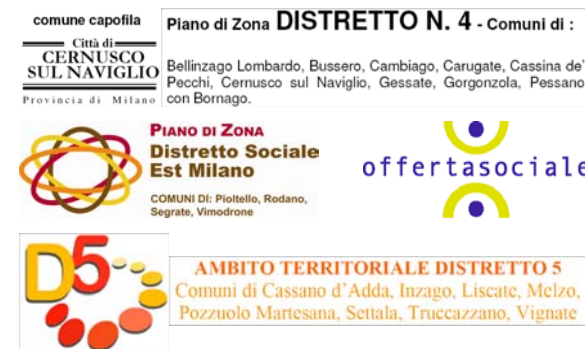 comune capofila
Città di
CERNUSCO
SUL NAVIGLIO
Provincia di Milano
Piano di Zona DISTRETTO N. 4 - Comuni di :
Bellinzago Lombardo, Bussero, Cambiago, Carugate, Cassina de'
Pecchi, Cernusco sul Naviglio, Gessate, Gorgonzola, Pessano
con Bornago.
PIANO DI ZONA
Distretto Sociale
Est Milano
COMUNI DI: Pioltello, Rodano,
Segrate, Vimodrone
offertasociale
D5
AMBITO TERRITORIALE DISTRETTO 5
Comuni di Cassano d'Adda, Inzago, Liscate, Melzo,
Pozzuolo Martesana, Settala, Truccazzano, Vignate